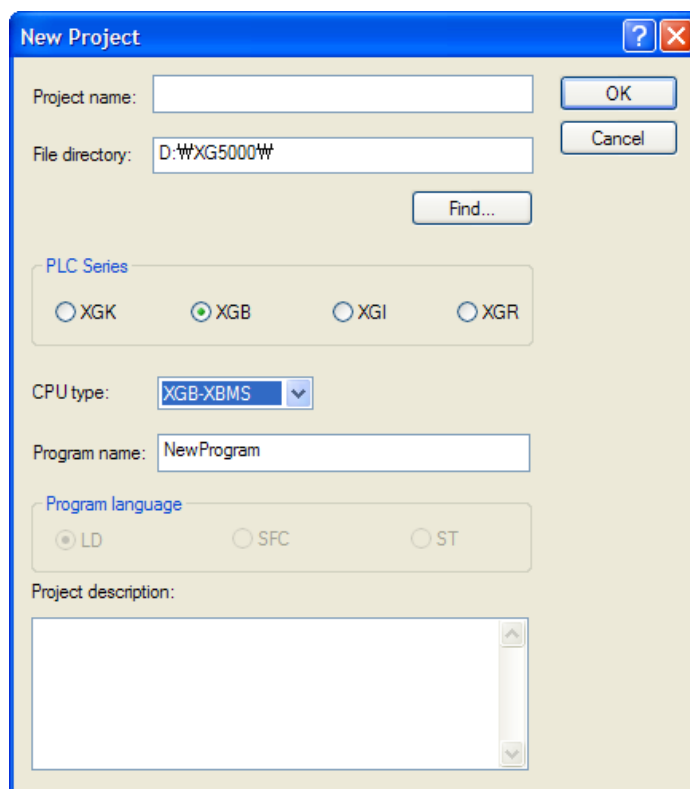 New Project
Project name:
OK
File directory: D:₩XG5000₩
Cancel
Find...
PLC Series
XGK XGB XGI XGR
CPU type: XGB-XBMS
Program name: NewProgram
Program language
LD SFC ST
Project description: